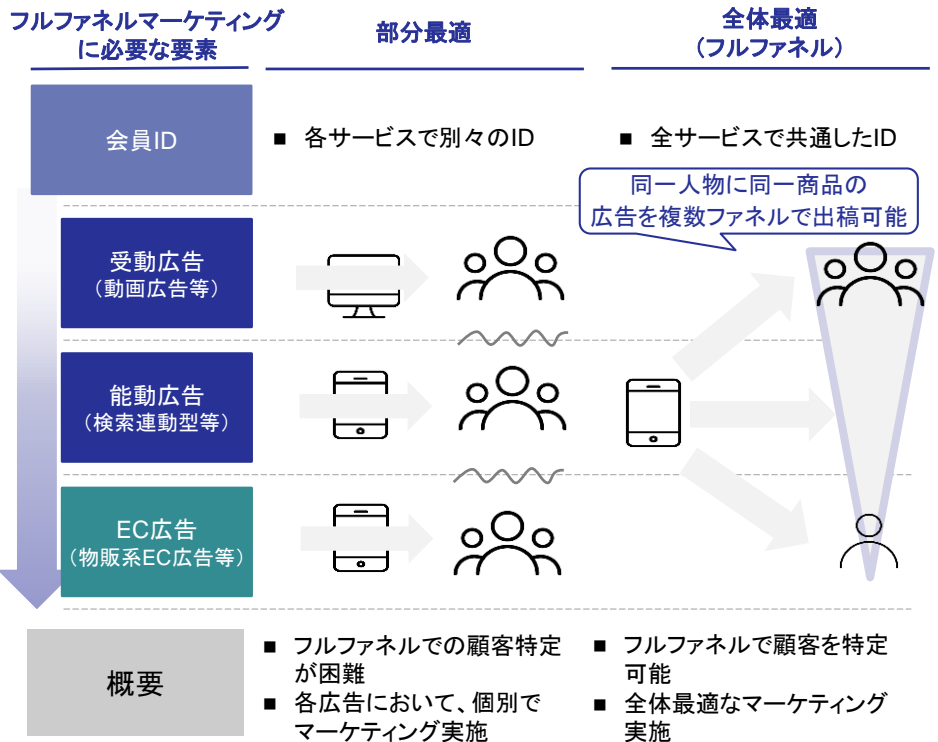 フルファネルマーケティング
に必要な要素
部分最適
全体最適
（フルファネル）
会員ID
■ 各サービスで別々のID
■ 全サービスで共通したID
同一人物に同一商品の
広告を複数ファネルで出稿可能
受動広告
（動画広告等）
能動広告
（検索連動型等）
EC広告
（物販系EC広告等）
概要
■ フルファネルでの顧客特定
が困難
■ 各広告において、個別で
マーケティング実施
■ フルファネルで顧客を特定
可能
■ 全体最適なマーケティング
実施